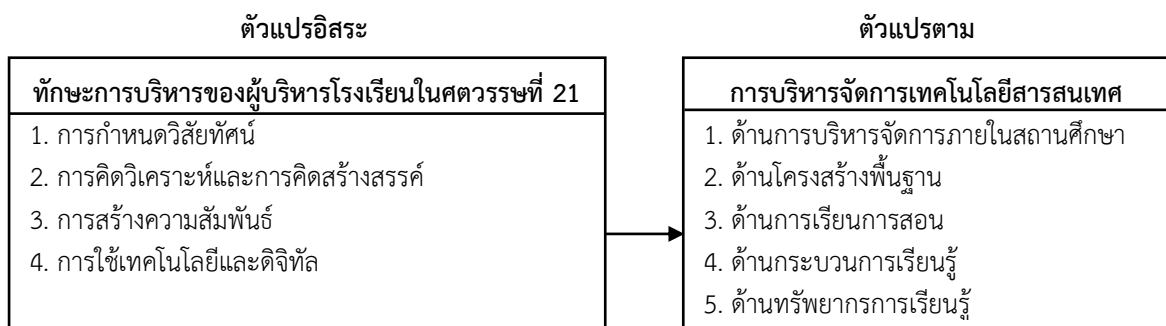 ตัวแปรอิสระ
ตัวแปรตาม
ทักษะการบริหารของผู้บริหารโรงเรียนในศตวรรษที่ 21
1. การกำหนดวิสัยทัศน์
2. การคิดวิเคราะห์และการคิดสร้างสรรค์
3. การสร้างความสัมพันธ์
4. การใช้เทคโนโลยีและดิจิทัล
การบริหารจัดการเทคโนโลยีสารสนเทศ
1. ด้านการบริหารจัดการภายในสถานศึกษา
2. ด้านโครงสร้างพื้นฐาน
3. ด้านการเรียนการสอน
4. ด้านกระบวนการเรียนรู้
5. ด้านทรัพยากรการเรียนรู้